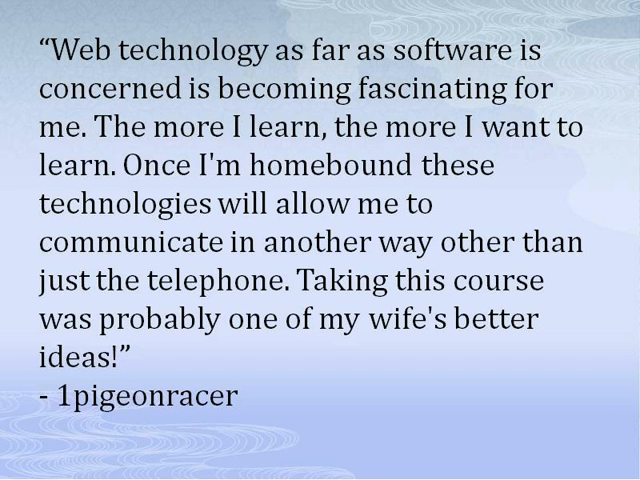 “Web technology as far as software is
concerned is becoming fascinating for
me. The more I learn, the more I want to
learn. Once I'm homebound these
technologies will allow me to
communicate in another way other than
just the telephone. Taking this course
was probably one of my wife's better
ideas!”
- 1pigeonracer